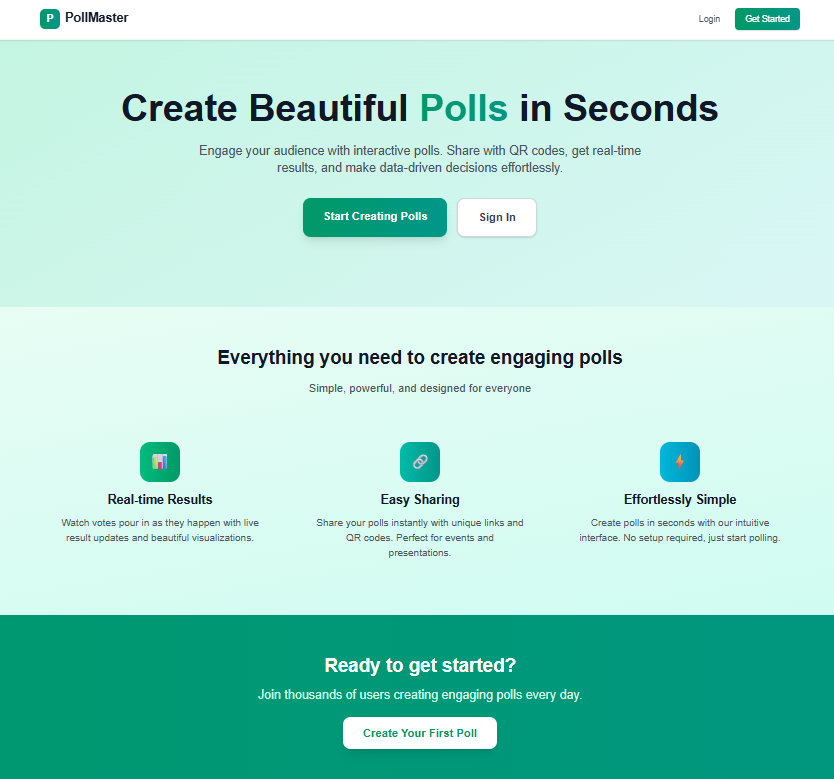 P PollMaster
Login
Get Started
Create Beautiful Polls in Seconds
Engage your audience with interactive polls. Share with QR codes, get real-time
results, and make data-driven decisions effortlessly.
Start Creating Polls
Sign In
Everything you need to create engaging polls
Simple, powerful, and designed for everyone
Real-time Results
Watch votes pour in as they happen with live
result updates and beautiful visualizations.
Easy Sharing
Share your polls instantly with unique links and
QR codes. Perfect for events and
presentations.
Effortlessly Simple
Create polls in seconds with our intuitive
interface. No setup required, just start polling.
Ready to get started?
Join thousands of users creating engaging polls every day.
Create Your First Poll